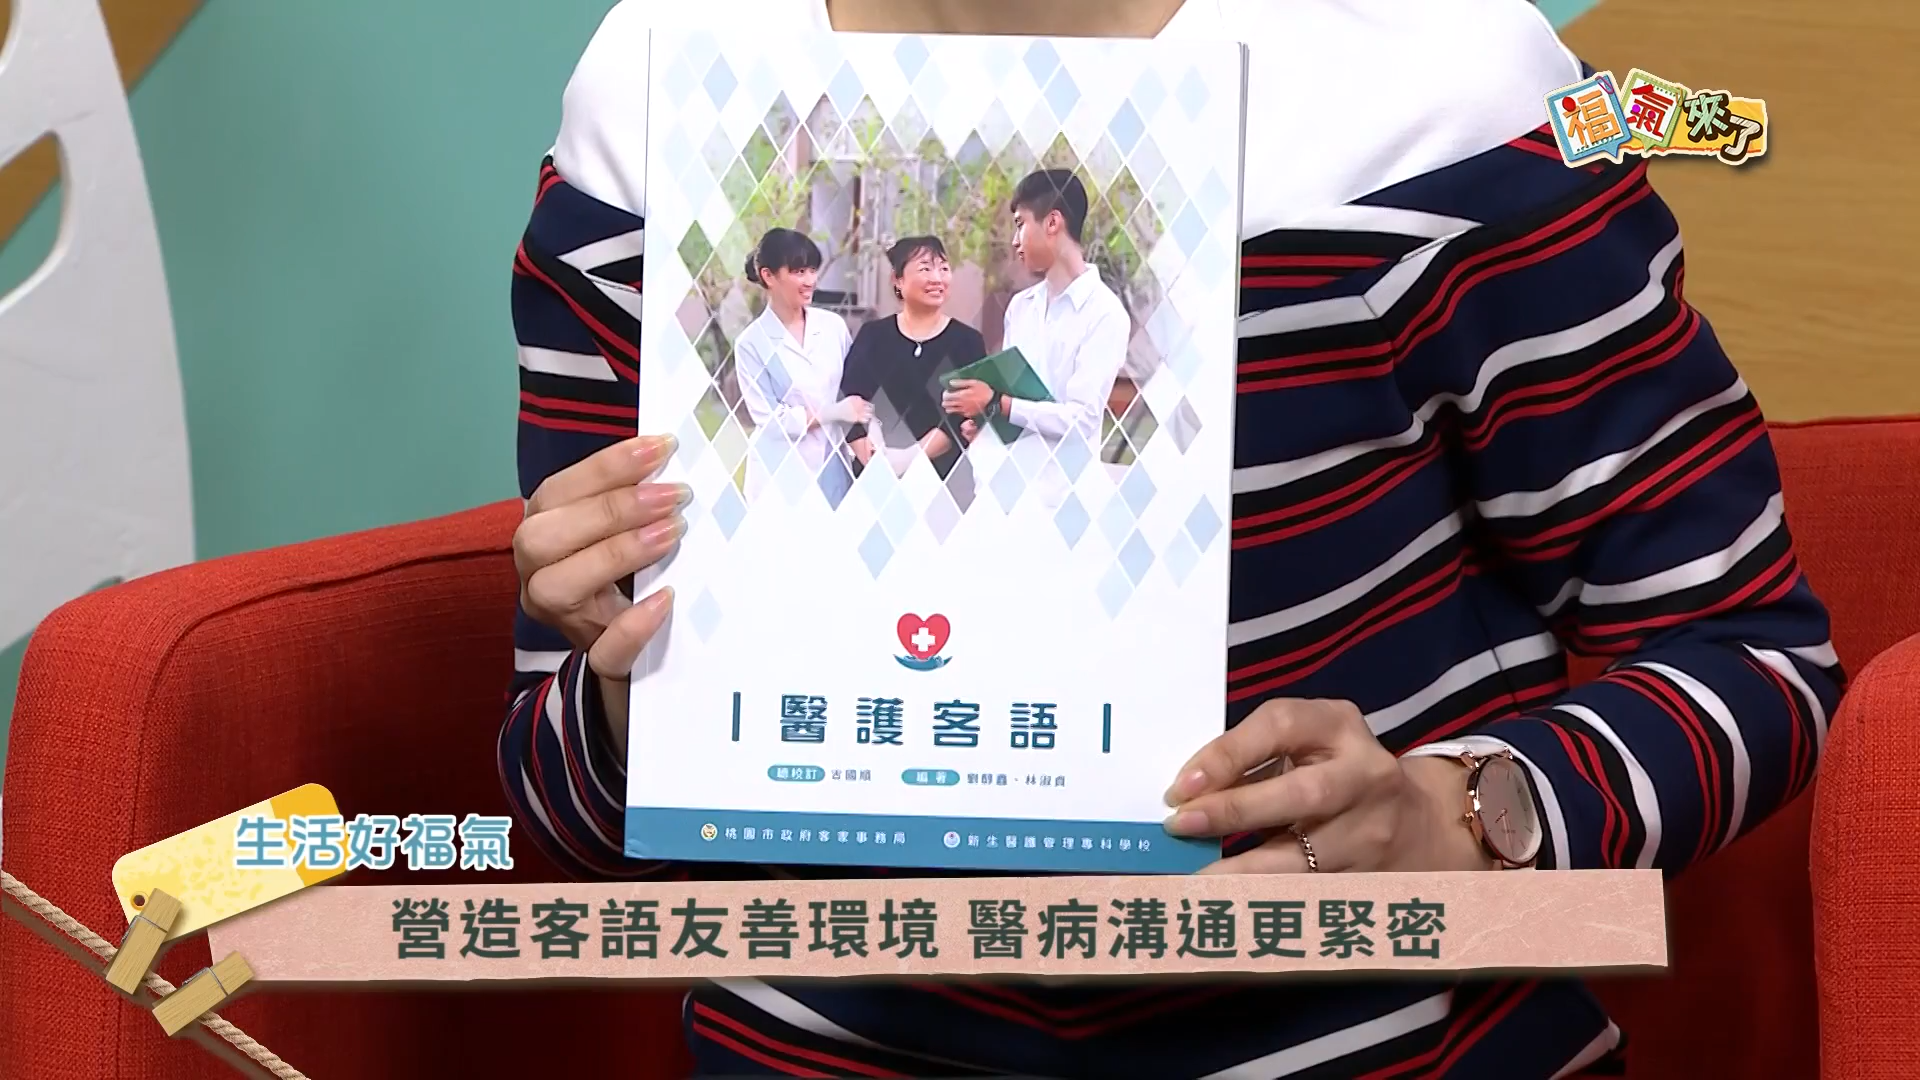 福氣來了
醫護客語
總校訂 古國順 編著 劉醇鑫、林淑貞
桃園市政府客家事務局 新生醫護管理專科學校
生活好福氣
營造客語友善環境 醫病溝通更緊密